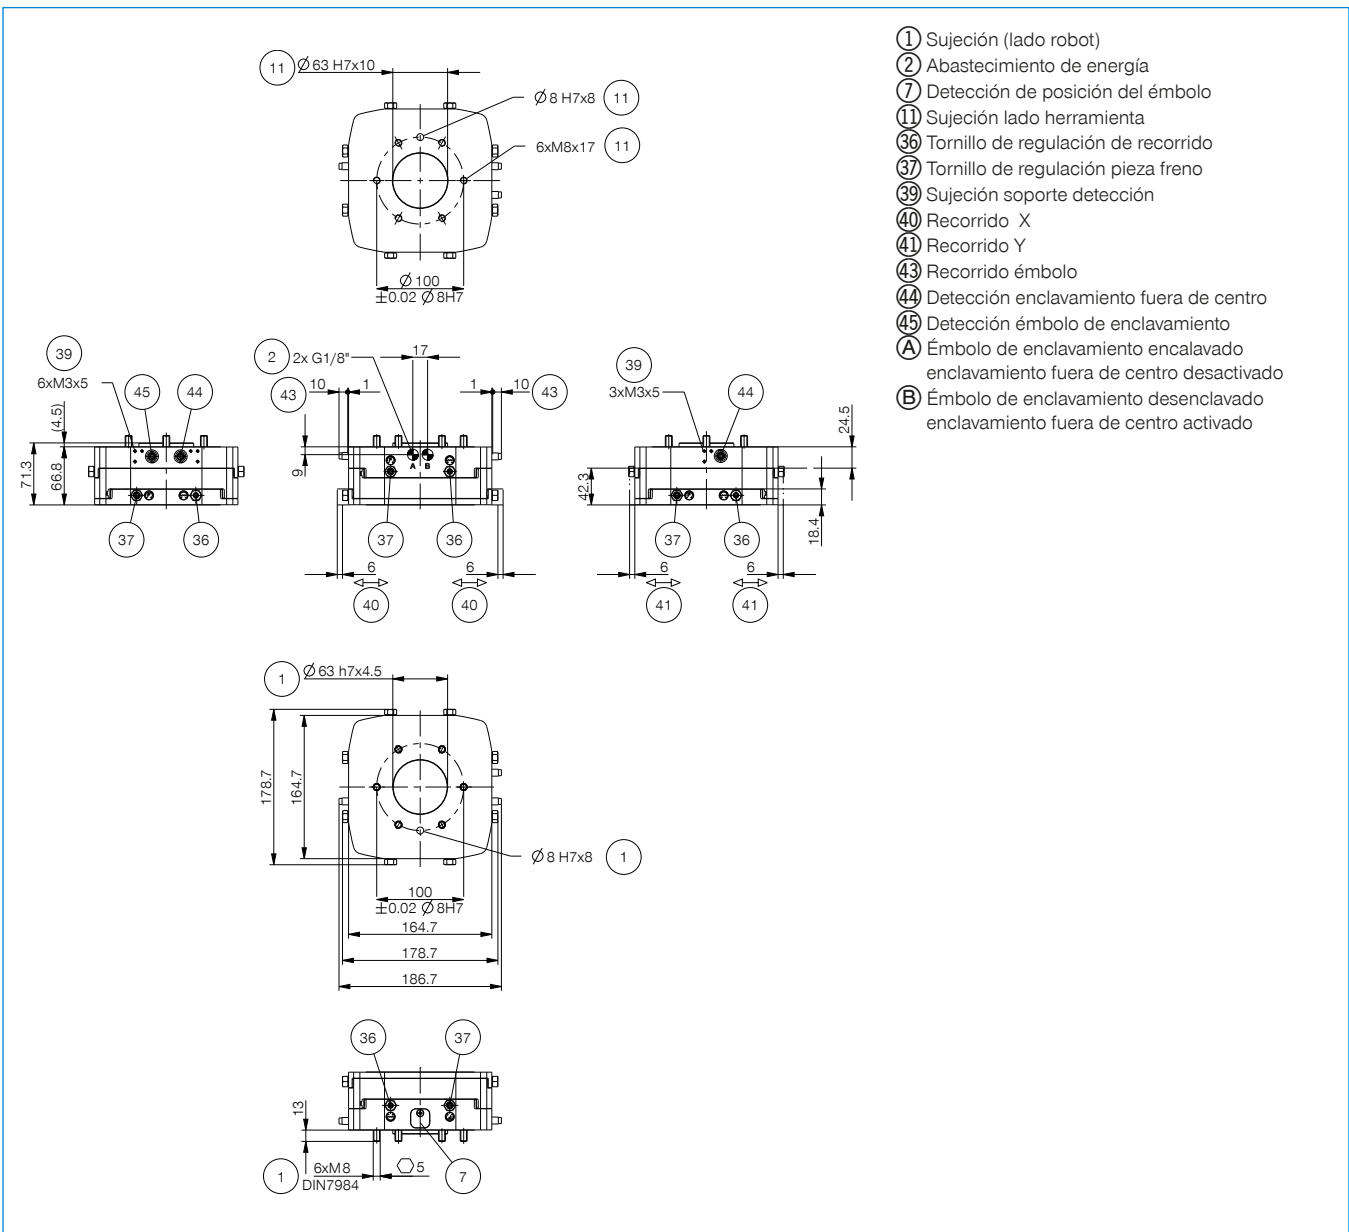 11 Ø 63 H7x10
Ø 8 H7x8 11
6xM8x17 11
Ø 100
±0.02 Ø 8H7
1 Sujeción (lado robot)
2 Abastecimiento de energía
7 Detección de posición del émbolo
11 Sujeción lado herramienta
36 Tornillo de regulación de recorrido
37 Tornillo de regulación pieza freno
39 Sujeción soporte detección
40 Recorrido X
41 Recorrido Y
43 Recorrido émbolo
44 Detección enclavamiento fuera de centro
45 Detección émbolo de enclavamiento
A Émbolo de enclavamiento encalavado
enclavamiento fuera de centro desactivado
B Émbolo de enclavamiento desenclavado
enclavamiento fuera de centro activado
39
6xM3x5
45
44
(4.5)
71.3
66.8
37
36
2 2x G1/8"
17
43
10
1
1
10
43
9
A B
37
36
6
6
40
40
39
3xM3x5
44
24.5
42.3
18.4
37
36
6
6
41
41
1 Ø 63 h7x4.5
178.7
164.7
Ø 8 H7x8 1
100
±0.02 Ø 8H7
164.7
178.7
186.7
36
37
13
1
6xM8
DIN7984
5
7